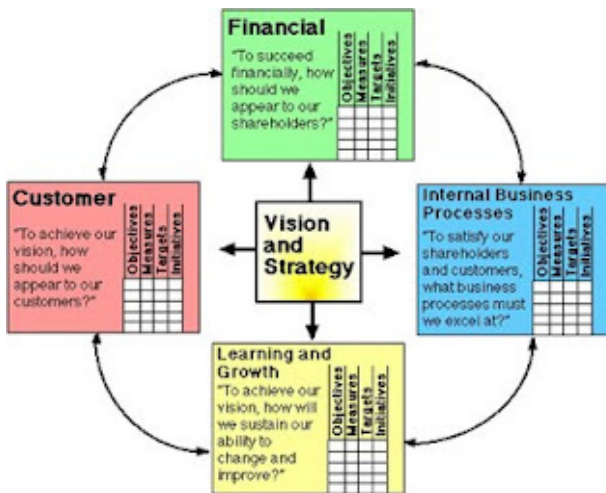 Financial
"To succeed
financially, how
should we
appear to our
shareholders?"
Objectives
Measures
Targets
Initiatives
Customer
"To achieve our
vision, how
should we
appear to our
customers?"
Objectives
Measures
Targets
Initiatives
Vision
and
Strategy
Internal Business
Processes
"To satisfy our
shareholders
and customers,
what business
processes must
we excel at?"
Objectives
Measures
Targets
Initiatives
Learning and
Growth
"To achieve our
vision, how will
we sustain our
ability to
change and
improve?"
Objectives
Measures
Targets
Initiatives